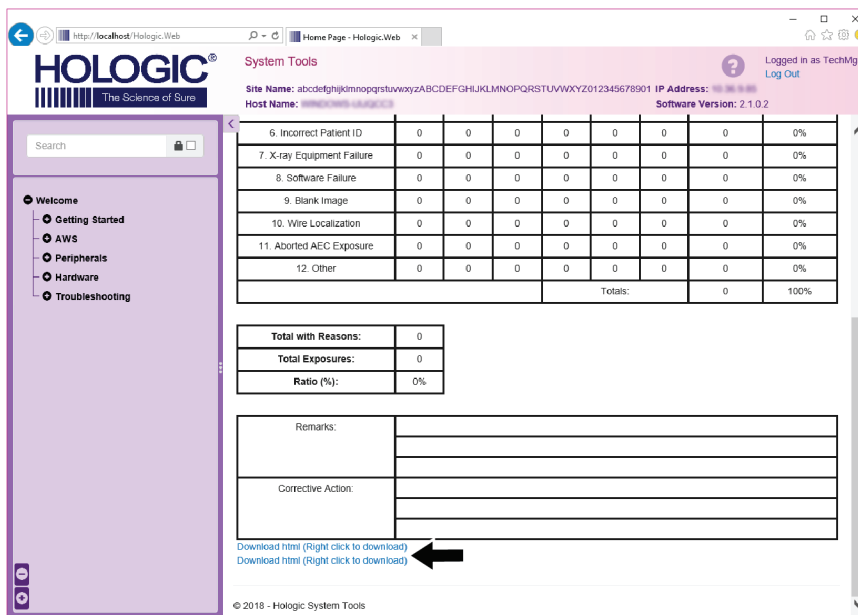 http://localhost/Hologic.Web
Home Page - Hologic.Web
HOLOGIC®
The Science of Sure
System Tools
?
Logged in as TechMg
Log Out
Site Name: abcdefghijklmnopqrstuvwxyzABCDEFGHIJKLMNOPQRSTUVWXYZ012345678901 IP Address:
Host Name:
Software Version: 2.1.0.2
Search
Welcome
Getting Started
AWS
Peripherals
Hardware
Troubleshooting
6. Incorrect Patient ID 0 0 0 0 0 0 0 0%
7. X-ray Equipment Failure 0 0 0 0 0 0 0 0%
8. Software Failure 0 0 0 0 0 0 0 0%
9. Blank Image 0 0 0 0 0 0 0 0%
10. Wire Localization 0 0 0 0 0 0 0 0%
11. Aborted AEC Exposure 0 0 0 0 0 0 0 0%
12. Other 0 0 0 0 0 0 0 0%
Totals: 0 100%
Total with Reasons: 0
Total Exposures: 0
Ratio (%): 0%
Remarks:
Corrective Action:
Download html (Right click to download)
Download html (Right click to download)
© 2018 - Hologic System Tools